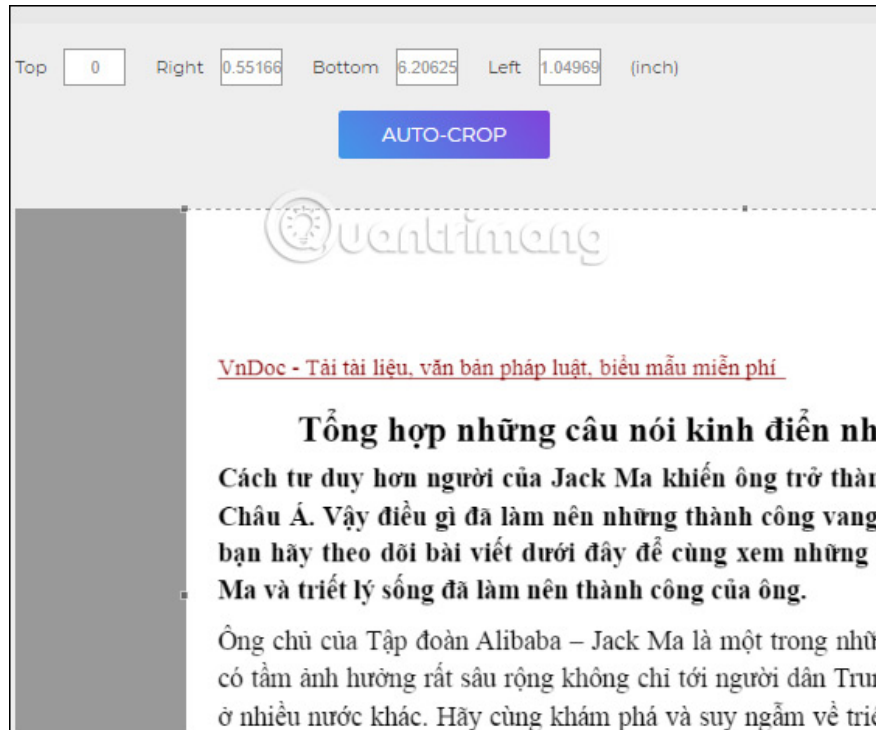 Top 0 Right 0.55166 Bottom 6.20625 Left 1.04969 (inch)
AUTO-CROP
Quantrimang
VnDoc - Tải tài liệu, văn bản pháp luật, biểu mẫu miễn phí
Tổng hợp những câu nói kinh điển nh
Cách tư duy hơn người của Jack Ma khiến ông trở thàn
Châu Á. Vậy điều gì đã làm nên những thành công vang
bạn hãy theo dõi bài viết dưới đây để cùng xem những
Ma và triết lý sống đã làm nên thành công của ông.
Ông chủ của Tập đoàn Alibaba – Jack Ma là một trong nhữ
có tầm ảnh hưởng rất sâu rộng không chỉ tới người dân Trun
ở nhiều nước khác. Hãy cùng khám phá và suy ngẫm về triế